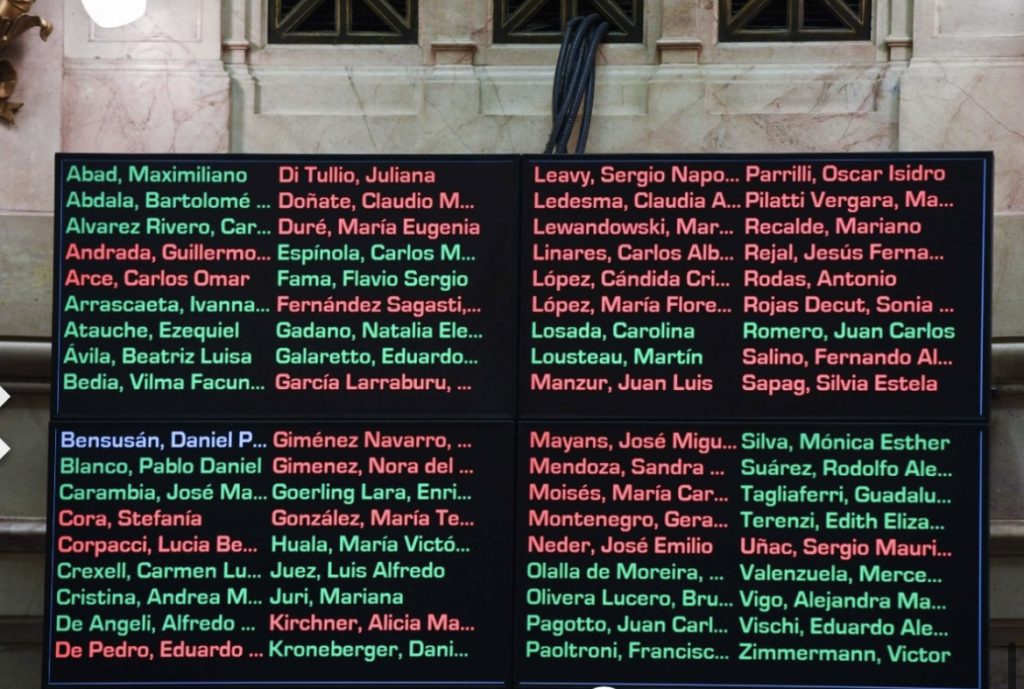 Abad, Maximiliano
Abdala, Bartolomé ...
Alvarez Rivero, Car...
Andrada, Guillermo...
Arce, Carlos Omar
Arrascaeta, Ivanna...
Atauche, Ezequiel
Ávila, Beatriz Luisa
Bedia, Vilma Facun...
Di Tullio, Juliana
Doñate, Claudio M...
Duré, María Eugenia
Espínola, Carlos M...
Fama, Flavio Sergio
Fernández Sagasti,...
Gadano, Natalia Ele...
Galaretto, Eduardo...
García Larraburu, ...
Leavy, Sergio Napo...
Ledesma, Claudia A...
Lewandowski, Mar...
Linares, Carlos Alb...
López, Cándida Cri...
López, María Flore...
Losada, Carolina
Lousteau, Martín
Manzur, Juan Luis
Parrilli, Oscar Isidro
Pilatti Vergara, Ma...
Recalde, Mariano
Rejal, Jesús Ferna...
Rodas, Antonio
Rojas Decut, Sonia ...
Romero, Juan Carlos
Salino, Fernando Al...
Sapag, Silvia Estela
Bensusán, Daniel P...
Blanco, Pablo Daniel
Carambia, José Ma...
Cora, Stefanía
Corpacci, Lucia Be...
Crexell, Carmen Lu...
Cristina, Andrea M...
De Angeli, Alfredo ...
De Pedro, Eduardo ...
Giménez Navarro, ...
Gimenez, Nora del ...
Goerling Lara, Enri...
González, María Te...
Huala, María Victó...
Juez, Luis Alfredo
Juri, Mariana
Kirchner, Alicia Ma...
Kroneberger, Dani...
Mayans, José Migu...
Mendoza, Sandra ...
Moisés, María Car...
Montenegro, Gera...
Neder, José Emilio
Olalla de Moreira, ...
Olivera Lucero, Bru...
Pagotto, Juan Carl...
Paoltroni, Francisc...
Silva, Mónica Esther
Suárez, Rodolfo Ale...
Tagliaferri, Guadalu...
Terenzi, Edith Eliza...
Uñac, Sergio Mauri...
Valenzuela, Merce...
Vigo, Alejandra Ma...
Vischi, Eduardo Ale...
Zimmermann, Victor